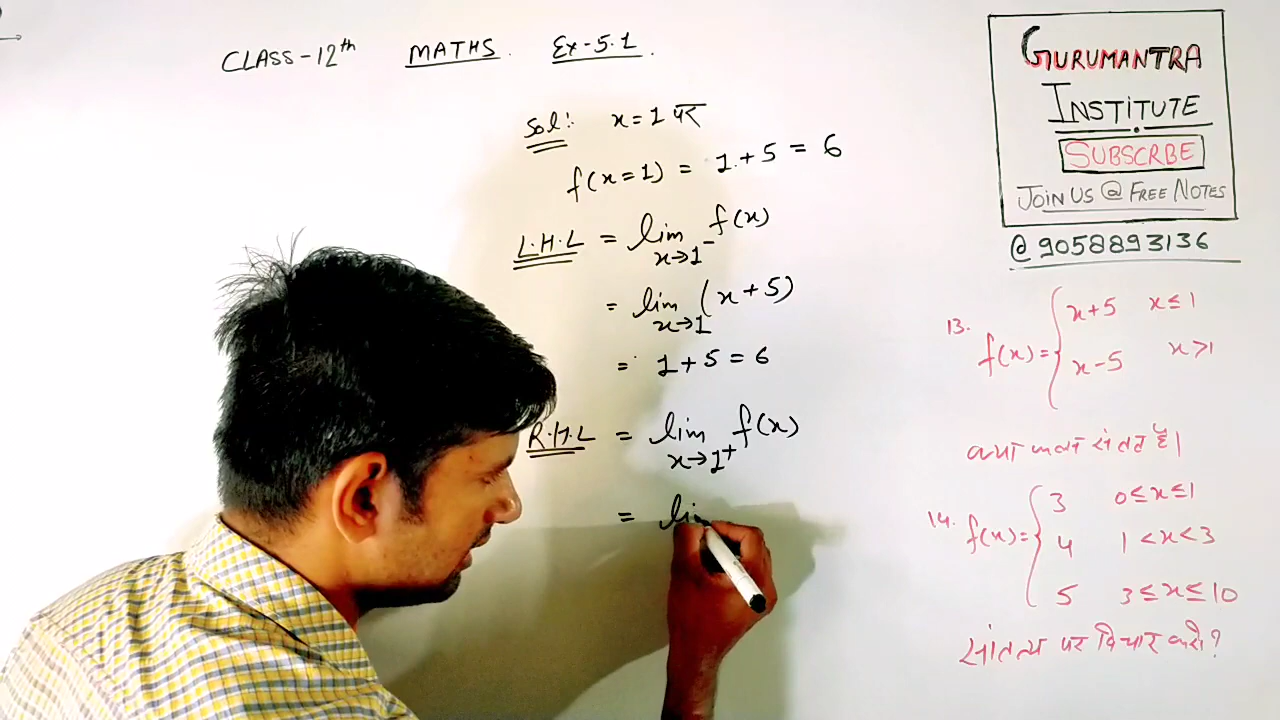 CLASS-12th MATHS. Ex-5.1.
Sol:. x=1 पर
f(x=1) = 1+5 = 6
L.H.L = lim f(x)
x→1⁻
= lim (x+5)
x→1
= 1+5=6
R.H.L = lim f(x)
x→1⁺
= lim
GURUMANTRA
INSTITUTE
SUBSCRBE
JOIN US @ FREE NOTES
@9058893136
13. f(x)= { x+5 x≤1
x-5 x>1
क्या फलन संतत है।
14. f(x)= { 3 0≤x≤1
4 1<x<3
5 3≤x≤10
सांतत्य पर विचार करो?